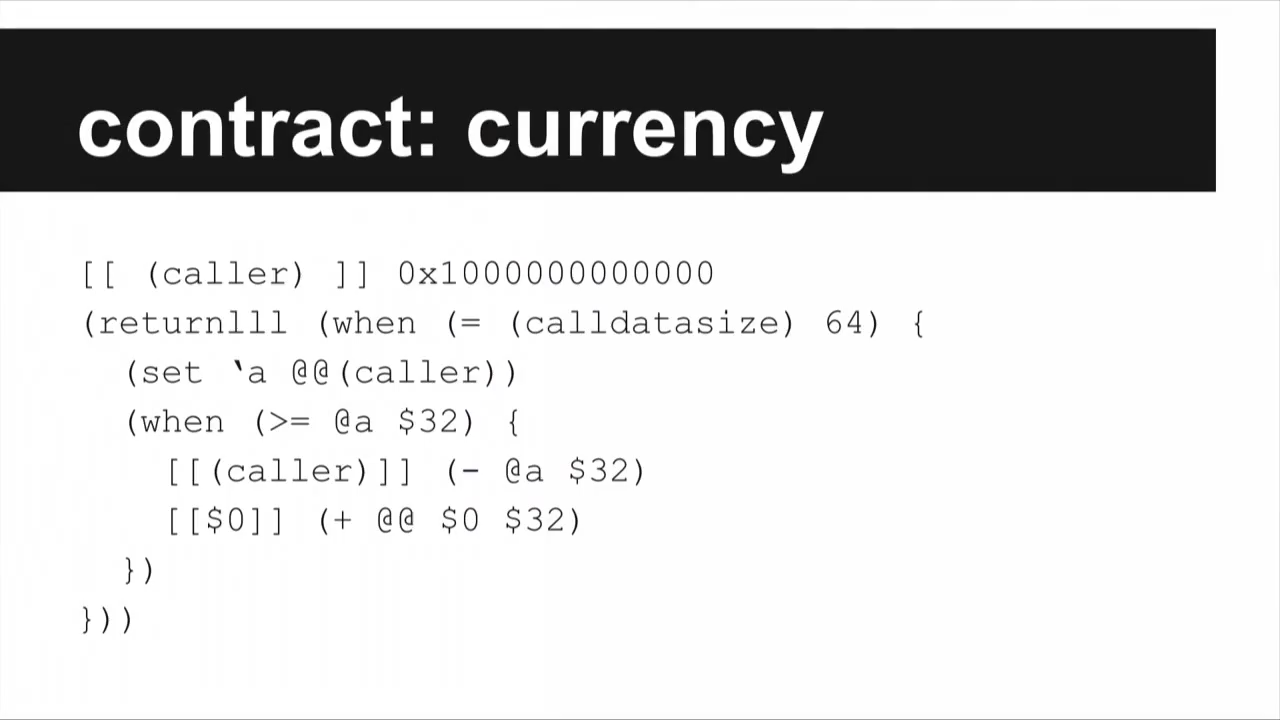 contract: currency
[[ (caller) ]] 0x1000000000000
(returnlll (when (= (calldatasize) 64) {
(set ‛a @@(caller))
(when (>= @a $32) {
[[(caller)]] (- @a $32)
[[$0]] (+ @@ $0 $32)
})
}))